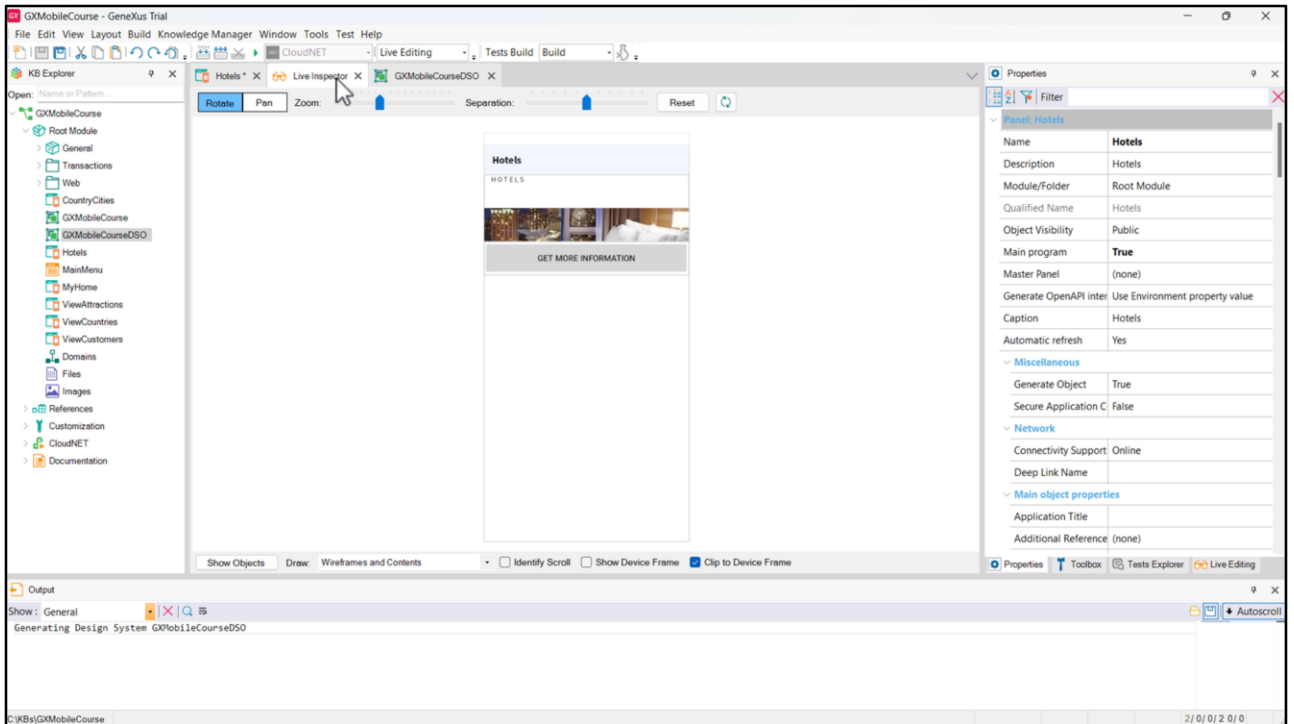 GX GXMobileCourse - GeneXus Trial
File Edit View Layout Build Knowledge Manager Window Tools Test Help
CloudNET Live Editing Tests Build Build
KB Explorer
Open: Name or Pattern...
GXMobileCourse
Root Module
General
Transactions
Web
CountryCities
GXMobileCourse
GXMobileCourseDSO
Hotels
MainMenu
MyHome
ViewAttractions
ViewCountries
ViewCustomers
Domains
Files
Images
References
Customization
CloudNET
Documentation
Hotels * Live Inspector GXMobileCourseDSO
Rotate Pan Zoom: Separation: Reset
Hotels
HOTELS
GET MORE INFORMATION
Show Objects Draw: Wireframes and Contents Identify Scroll Show Device Frame Clip to Device Frame
Properties
Filter
Panel: Hotels
Name Hotels
Description Hotels
Module/Folder Root Module
Qualified Name Hotels
Object Visibility Public
Main program True
Master Panel (none)
Generate OpenAPI inter Use Environment property value
Caption Hotels
Automatic refresh Yes
Miscellaneous
Generate Object True
Secure Application C False
Network
Connectivity Support Online
Deep Link Name
Main object properties
Application Title
Additional Reference (none)
Properties Toolbox Tests Explorer Live Editing
Output
Show: General
Autoscroll
Generating Design System GXMobileCourseDSO
C:\KBs\GXMobileCourse
2/0/0/2 0/0